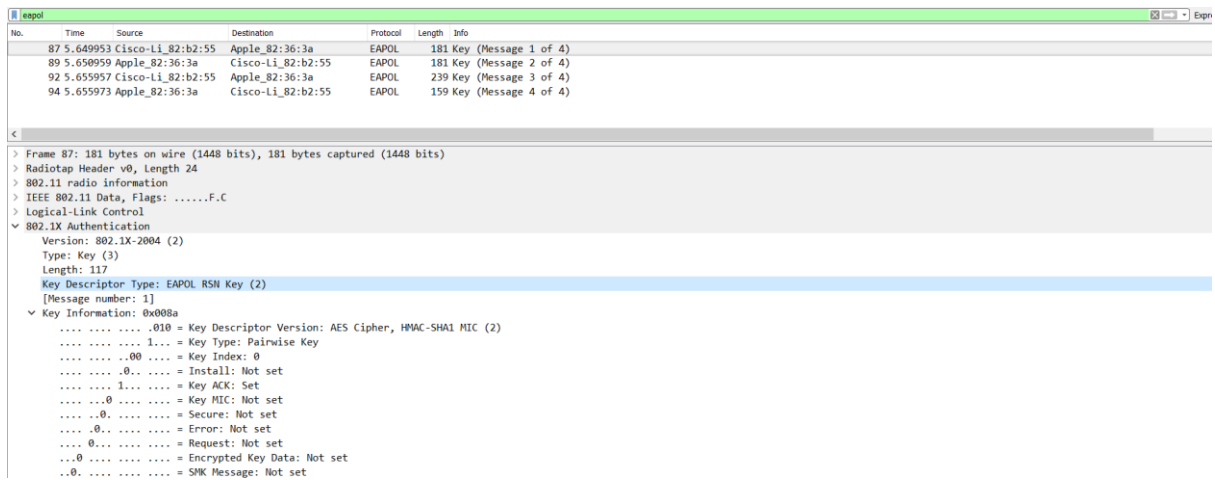 eapol
Expre
No. Time Source Destination Protocol Length Info
87 5.649953 Cisco-Li_82:b2:55 Apple_82:36:3a EAPOL 181 Key (Message 1 of 4)
89 5.650959 Apple_82:36:3a Cisco-Li_82:b2:55 EAPOL 181 Key (Message 2 of 4)
92 5.655957 Cisco-Li_82:b2:55 Apple_82:36:3a EAPOL 239 Key (Message 3 of 4)
94 5.655973 Apple_82:36:3a Cisco-Li_82:b2:55 EAPOL 159 Key (Message 4 of 4)
> Frame 87: 181 bytes on wire (1448 bits), 181 bytes captured (1448 bits)
> Radiotap Header v0, Length 24
> 802.11 radio information
> IEEE 802.11 Data, Flags: ......F.C
> Logical-Link Control
802.1X Authentication
Version: 802.1X-2004 (2)
Type: Key (3)
Length: 117
Key Descriptor Type: EAPOL RSN Key (2)
[Message number: 1]
Key Information: 0x008a
.... .... .... .010 = Key Descriptor Version: AES Cipher, HMAC-SHA1 MIC (2)
.... .... .... 1... = Key Type: Pairwise Key
.... .... ..00 .... = Key Index: 0
.... .... .0.. .... = Install: Not set
.... .... 1... .... = Key ACK: Set
.... ...0 .... .... = Key MIC: Not set
.... ..0. .... .... = Secure: Not set
.... .0.. .... .... = Error: Not set
.... 0... .... .... = Request: Not set
...0 .... .... .... = Encrypted Key Data: Not set
..0. .... .... .... = SMK Message: Not set